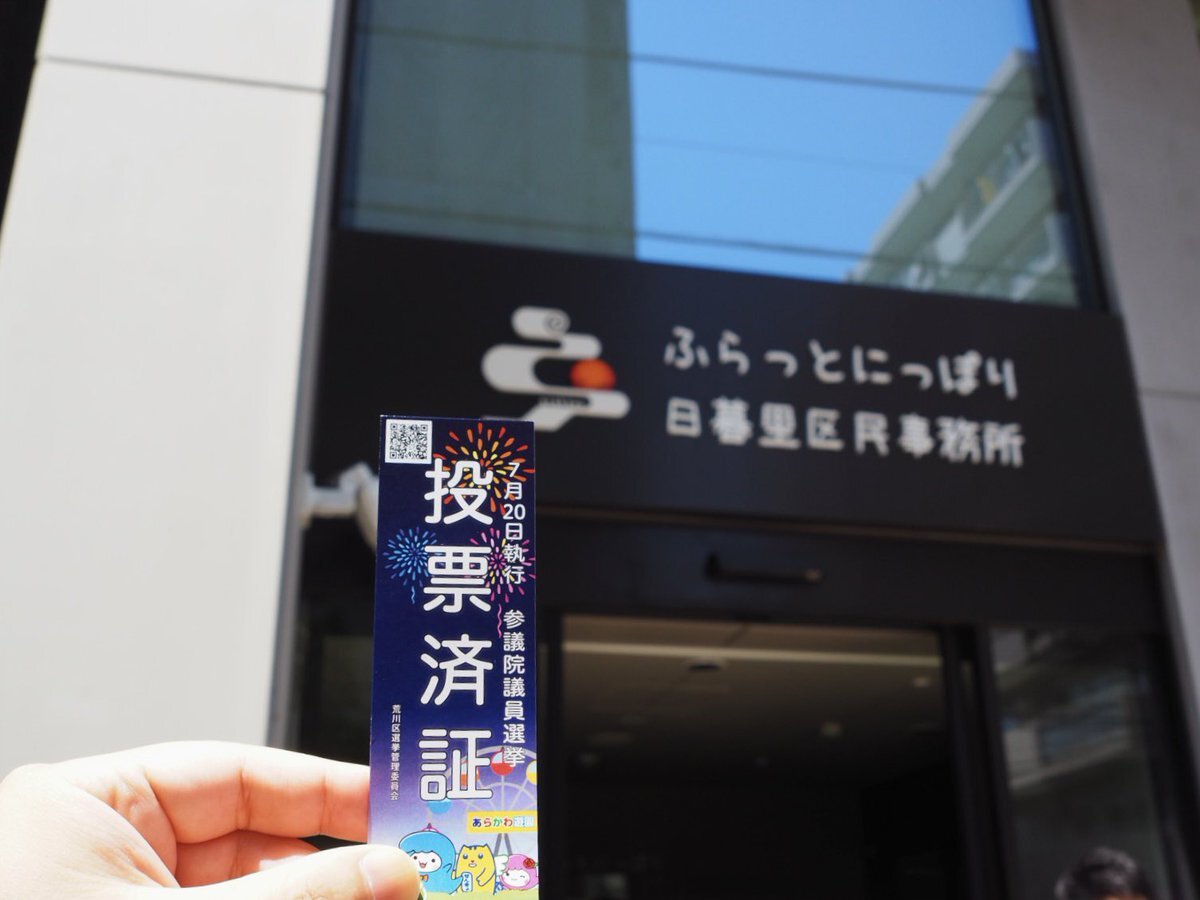 ふらっとにっぽり
日暮里区民事務所
7月20日執行 参議院議員選挙
投票済証
荒川区選挙管理委員会
あらかわ遊園